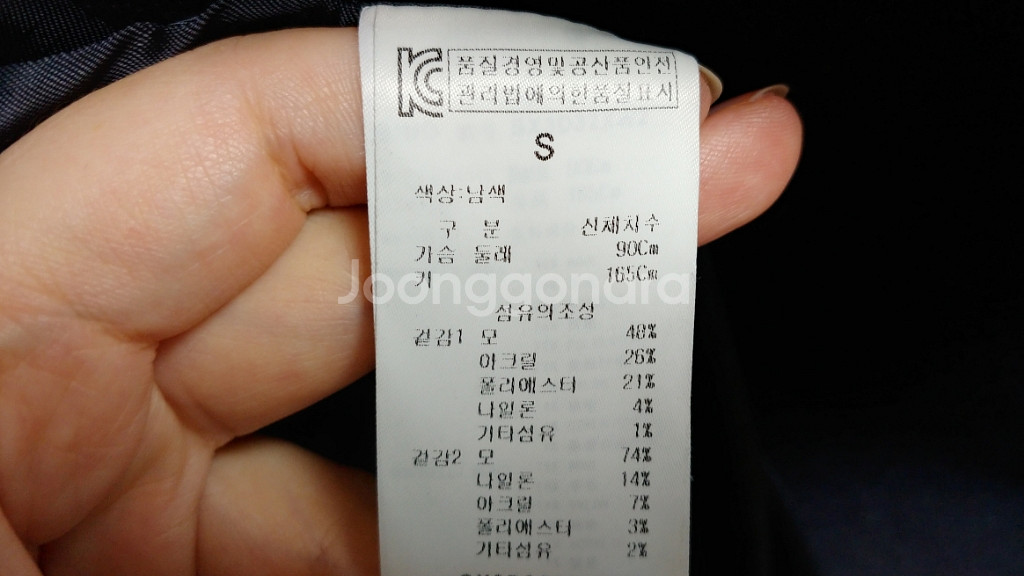 품질경영및공산품안전
관리법에의한품질표시
S
색상:남색
구 분 신체치수
가슴 둘레 90Cm
키 165Cm
Joonggonara
섬유의조성
겉감1 모 48%
아크릴 26%
폴리에스터 21%
나일론 4%
기타섬유 1%
겉감2 모 74%
나일론 14%
아크릴 7%
폴리에스터 3%
기타섬유 2%